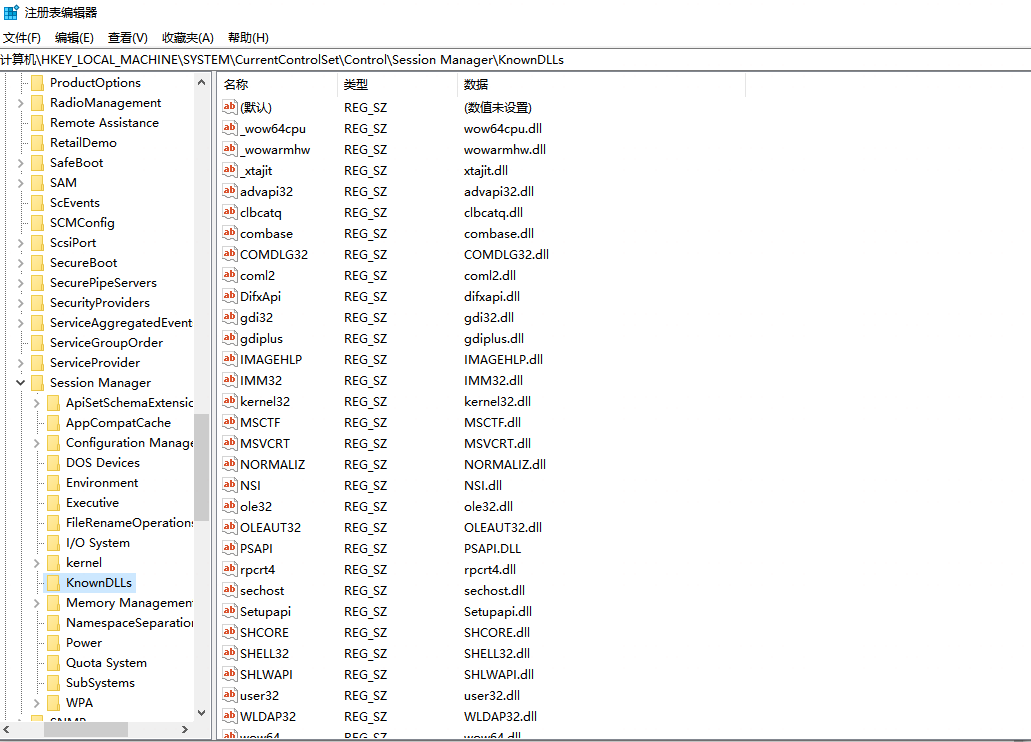 注册表编辑器
文件(F) 编辑(E) 查看(V) 收藏夹(A) 帮助(H)
计算机\HKEY_LOCAL_MACHINE\SYSTEM\CurrentControlSet\Control\Session Manager\KnownDLLs
ProductOptions
RadioManagement
Remote Assistance
RetailDemo
SafeBoot
SAM
ScEvents
SCMConfig
ScsiPort
SecureBoot
SecurePipeServers
SecurityProviders
ServiceAggregatedEvent
ServiceGroupOrder
ServiceProvider
Session Manager
ApiSetSchemaExtensic
AppCompatCache
Configuration Manage
DOS Devices
Environment
Executive
FileRenameOperations
I/O System
kernel
KnownDLLs
Memory Management
NamespaceSeparation
Power
Quota System
SubSystems
WPA
SNMP
名称 类型 数据
(默认) REG_SZ (数值未设置)
_wow64cpu REG_SZ wow64cpu.dll
_wowarmhw REG_SZ wowarmhw.dll
_xtajit REG_SZ xtajit.dll
advapi32 REG_SZ advapi32.dll
clbcatq REG_SZ clbcatq.dll
combase REG_SZ combase.dll
COMDLG32 REG_SZ COMDLG32.dll
coml2 REG_SZ coml2.dll
DifxApi REG_SZ difxapi.dll
gdi32 REG_SZ gdi32.dll
gdiplus REG_SZ gdiplus.dll
IMAGEHLP REG_SZ IMAGEHLP.dll
IMM32 REG_SZ IMM32.dll
kernel32 REG_SZ kernel32.dll
MSCTF REG_SZ MSCTF.dll
MSVCRT REG_SZ MSVCRT.dll
NORMALIZ REG_SZ NORMALIZ.dll
NSI REG_SZ NSI.dll
ole32 REG_SZ ole32.dll
OLEAUT32 REG_SZ OLEAUT32.dll
PSAPI REG_SZ PSAPI.DLL
rpcrt4 REG_SZ rpcrt4.dll
sechost REG_SZ sechost.dll
Setupapi REG_SZ Setupapi.dll
SHCORE REG_SZ SHCORE.dll
SHELL32 REG_SZ SHELL32.dll
SHLWAPI REG_SZ SHLWAPI.dll
user32 REG_SZ user32.dll
WLDAP32 REG_SZ WLDAP32.dll
wow64 REG_SZ wow64.dll